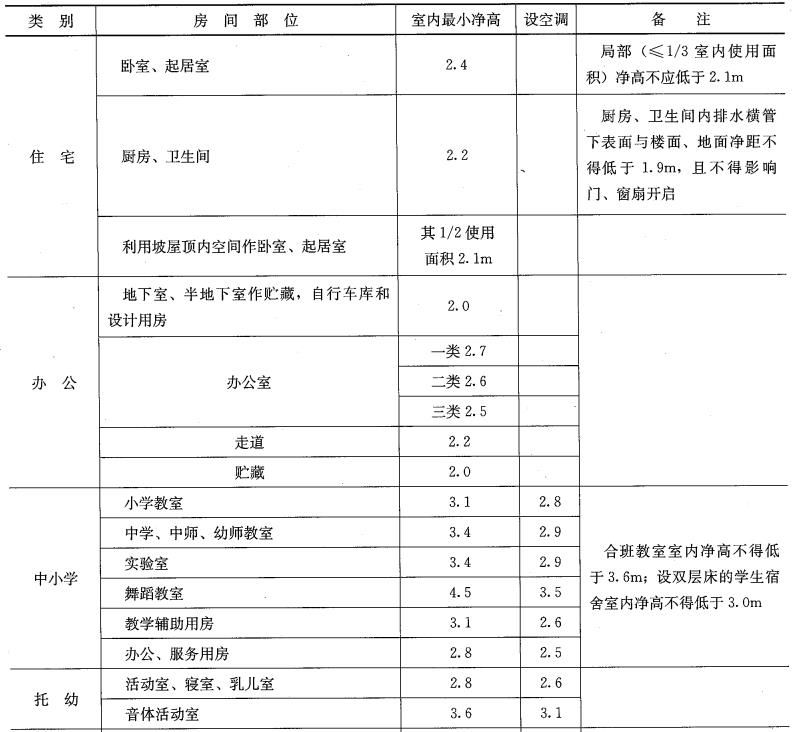 类 别 房 间 部 位 室内最小净高 设空调 备 注
住 宅
卧室、起居室 2.4
局部（≤1/3 室内使用面
积）净高不应低于 2.1m
厨房、卫生间 2.2
厨房、卫生间内排水横管
下表面与楼面、地面净距不
得低于 1.9m，且不得影响
门、窗扇开启
利用坡屋顶内空间作卧室、起居室
其 1/2 使用
面积 2.1m
办 公
地下室、半地下室作贮藏，自行车库和
设计用房
2.0
办公室
一类 2.7
二类 2.6
三类 2.5
走道 2.2
贮藏 2.0
中小学
小学教室 3.1 2.8
中学、中师、幼师教室 3.4 2.9
实验室 3.4 2.9
舞蹈教室 4.5 3.5
教学辅助用房 3.1 2.6
办公、服务用房 2.8 2.5
合班教室室内净高不得低
于 3.6m；设双层床的学生宿
舍室内净高不得低于 3.0m
托 幼
活动室、寝室、乳儿室 2.8 2.6
音体活动室 3.6 3.1